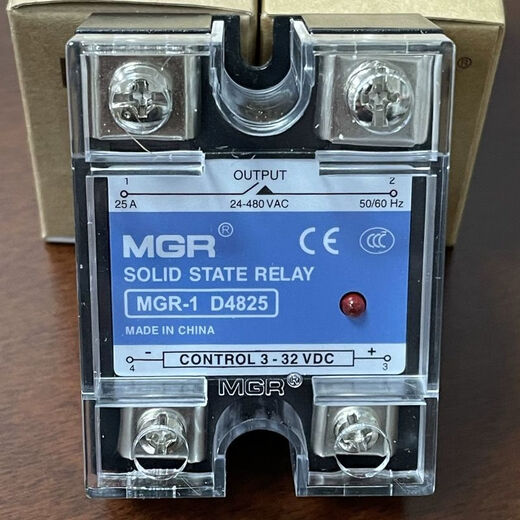 ®
OUTPUT
1 2
25 A 24-480 VAC 50/60 Hz
MGR® CE CCC
SOLID STATE RELAY
MGR-1 D4825
MADE IN CHINA
- +
4 CONTROL 3 - 32 VDC 3
MGR®